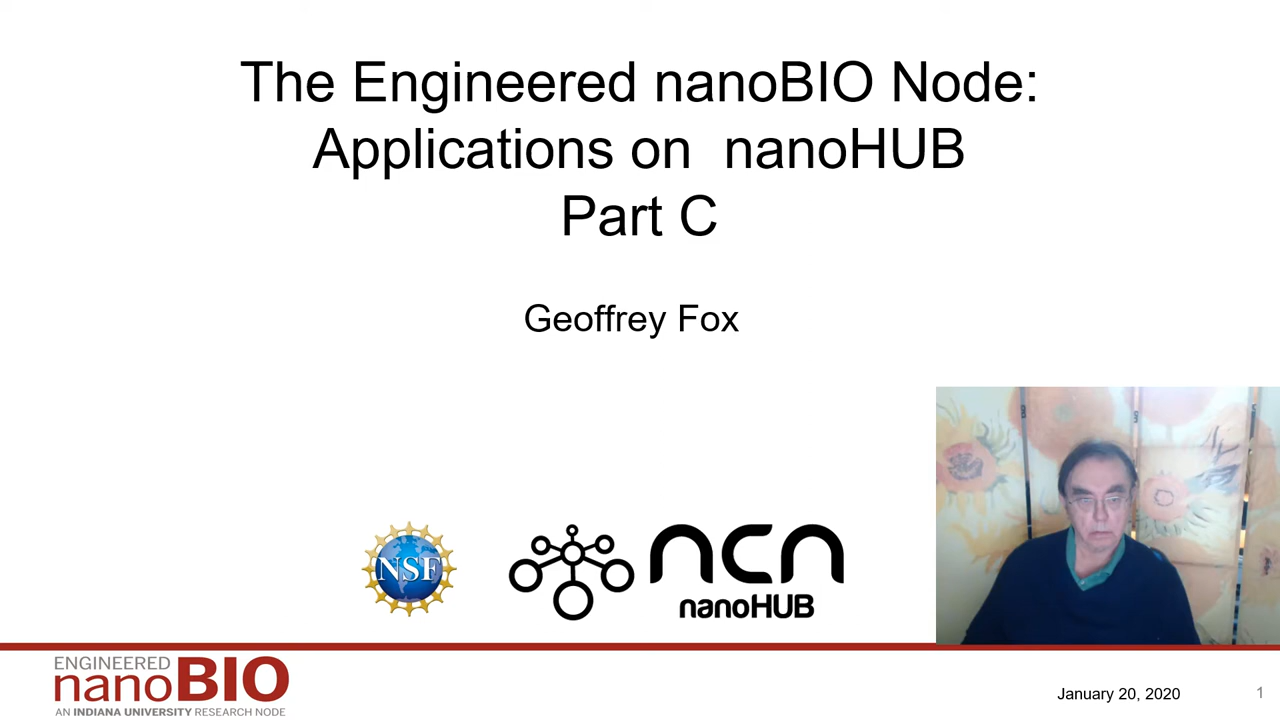 The Engineered nanoBIO Node:
Applications on nanoHUB
Part C
Geoffrey Fox
NSF
ncn
nanoHUB
ENGINEERED
nanoBIO
AN INDIANA UNIVERSITY RESEARCH NODE
January 20, 2020
1